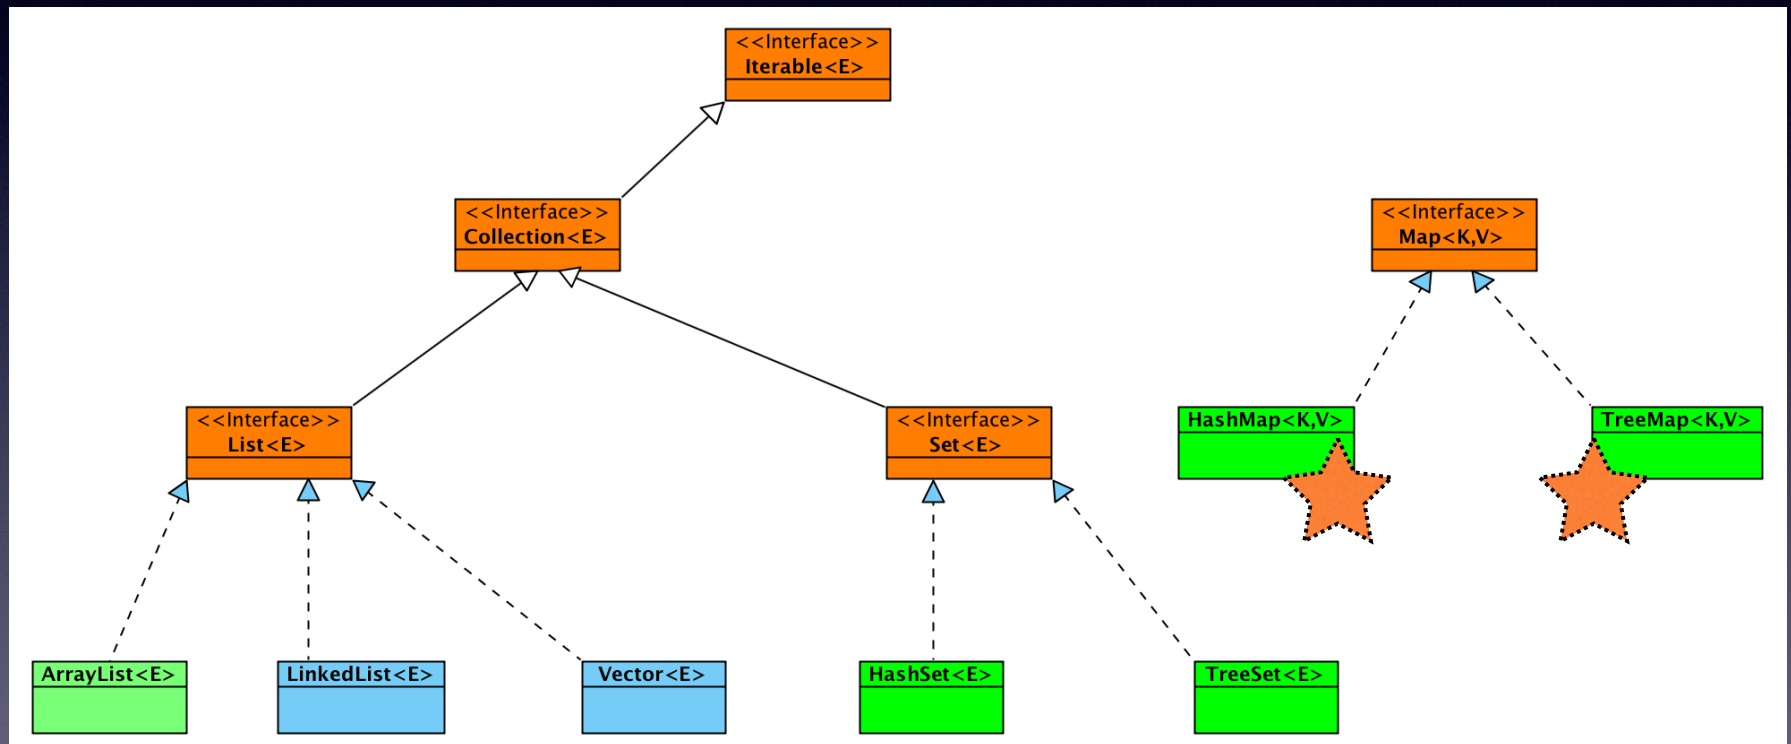 <<Interface>>
Iterable<E>
<<Interface>>
Collection<E>
<<Interface>>
Map<K,V>
<<Interface>>
List<E>
<<Interface>>
Set<E>
HashMap<K,V>
TreeMap<K,V>
ArrayList<E>
LinkedList<E>
Vector<E>
HashSet<E>
TreeSet<E>